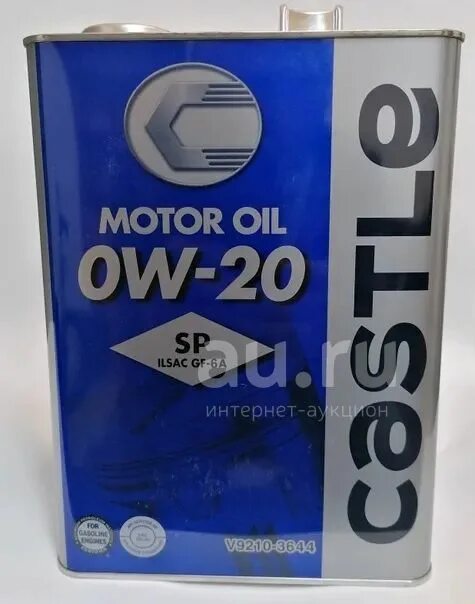 MOTOR OIL
0W-20
SP
ILSAC GF-6A
CASTLE
au.ru
интернет-аукцион
FOR
GASOLINE
ENGINES
V9210-3644